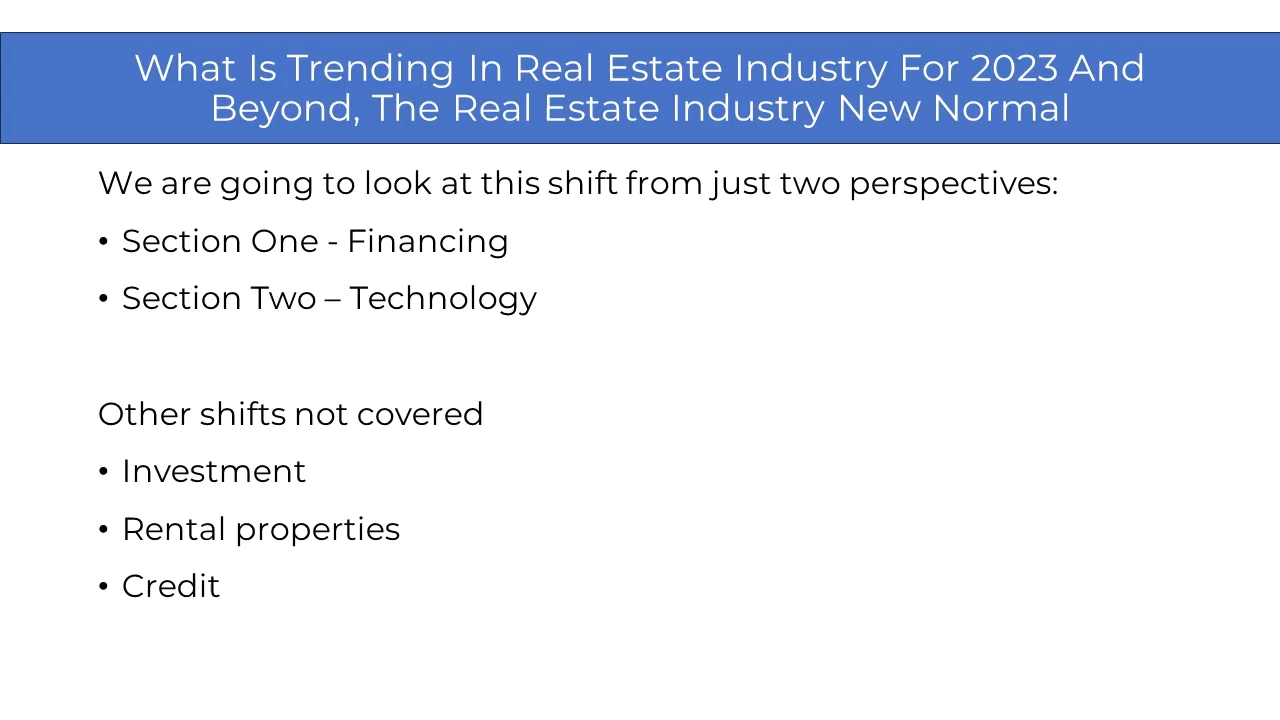 What Is Trending In Real Estate Industry For 2023 And
Beyond, The Real Estate Industry New Normal
We are going to look at this shift from just two perspectives:
• Section One - Financing
• Section Two – Technology
Other shifts not covered
• Investment
• Rental properties
• Credit